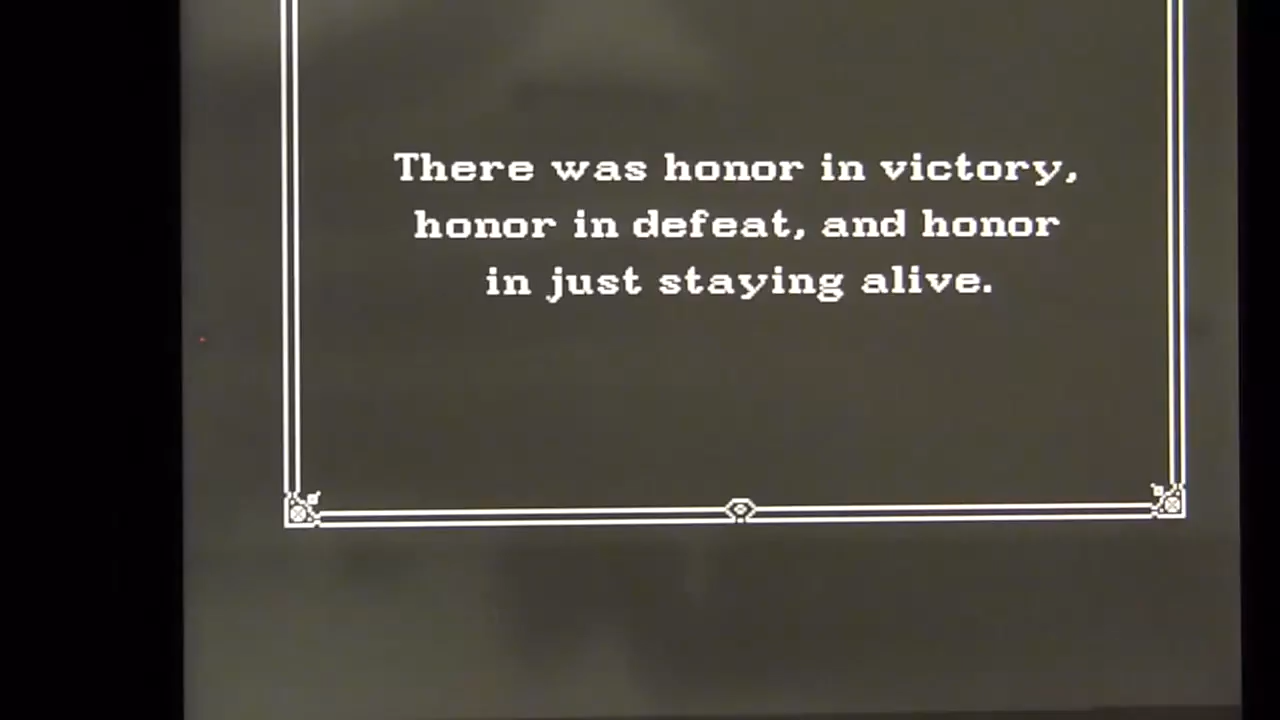 There was honor in victory,
honor in defeat, and honor
in just staying alive.